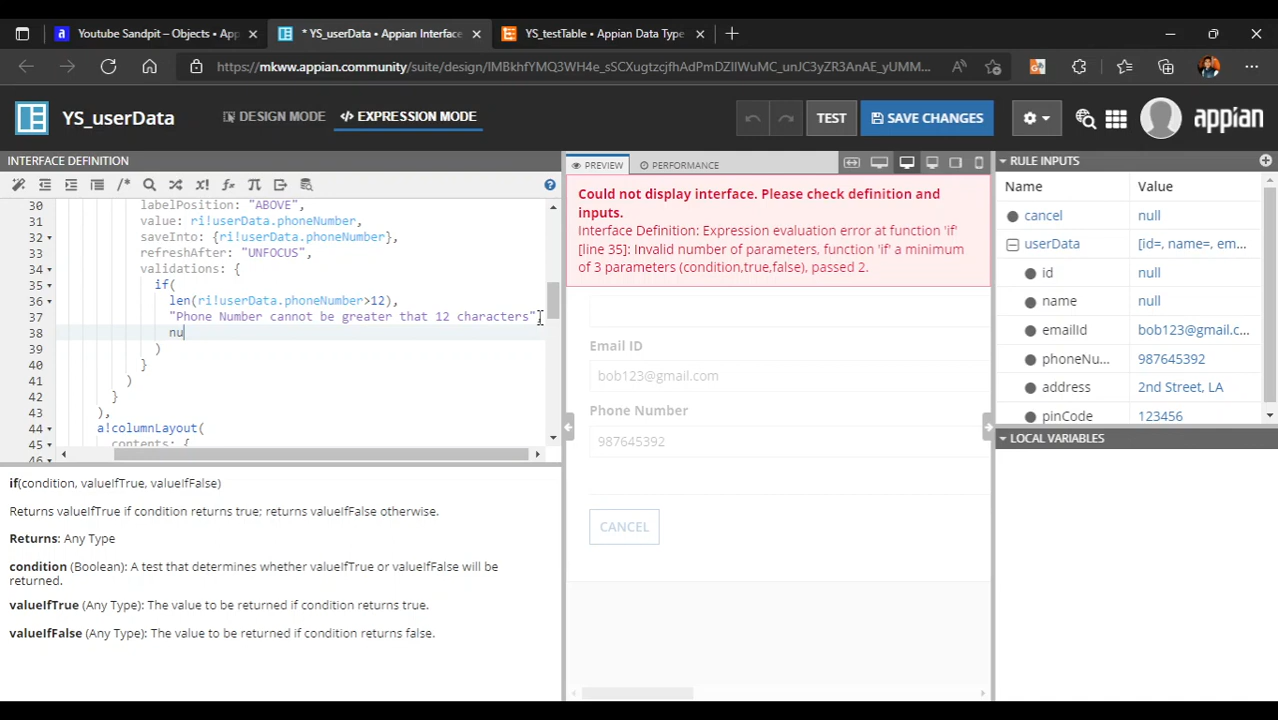 Youtube Sandpit – Objects • App
* YS_userData • Appian Interface
YS_testTable • Appian Data Type
https://mkww.appian.community/suite/design/IMBkhfYMQ3WH4e_sSCXugtzcjfhAdPmDZIIWuMC_unJC3yZR3AnAE_yUMM...
YS_userData
DESIGN MODE
EXPRESSION MODE
TEST
SAVE CHANGES
appian
INTERFACE DEFINITION
PREVIEW
PERFORMANCE
RULE INPUTS
30 labelPosition: "ABOVE",
31 value: ri!userData.phoneNumber,
32 saveInto: {ri!userData.phoneNumber},
33 refreshAfter: "UNFOCUS",
34 validations: {
35 if(
36 len(ri!userData.phoneNumber>12),
37 "Phone Number cannot be greater that 12 characters"
38 nu
39 )
40 }
41 )
42 }
43 ),
44 a!columnLayout(
45 contents: {
46
if(condition, valueIfTrue, valueIfFalse)
Returns valueIfTrue if condition returns true; returns valueIfFalse otherwise.
Returns: Any Type
condition (Boolean): A test that determines whether valueIfTrue or valueIfFalse will be
returned.
valueIfTrue (Any Type): The value to be returned if condition returns true.
valueIfFalse (Any Type): The value to be returned if condition returns false.
Could not display interface. Please check definition and
inputs.
Interface Definition: Expression evaluation error at function 'if'
[line 35]: Invalid number of parameters, function 'if' a minimum
of 3 parameters (condition,true,false), passed 2.
Email ID
bob123@gmail.com
Phone Number
987645392
CANCEL
Name Value
cancel null
userData [id=, name=, em...
id null
name null
emailId bob123@gmail.c...
phoneNu... 987645392
address 2nd Street, LA
pinCode 123456
LOCAL VARIABLES